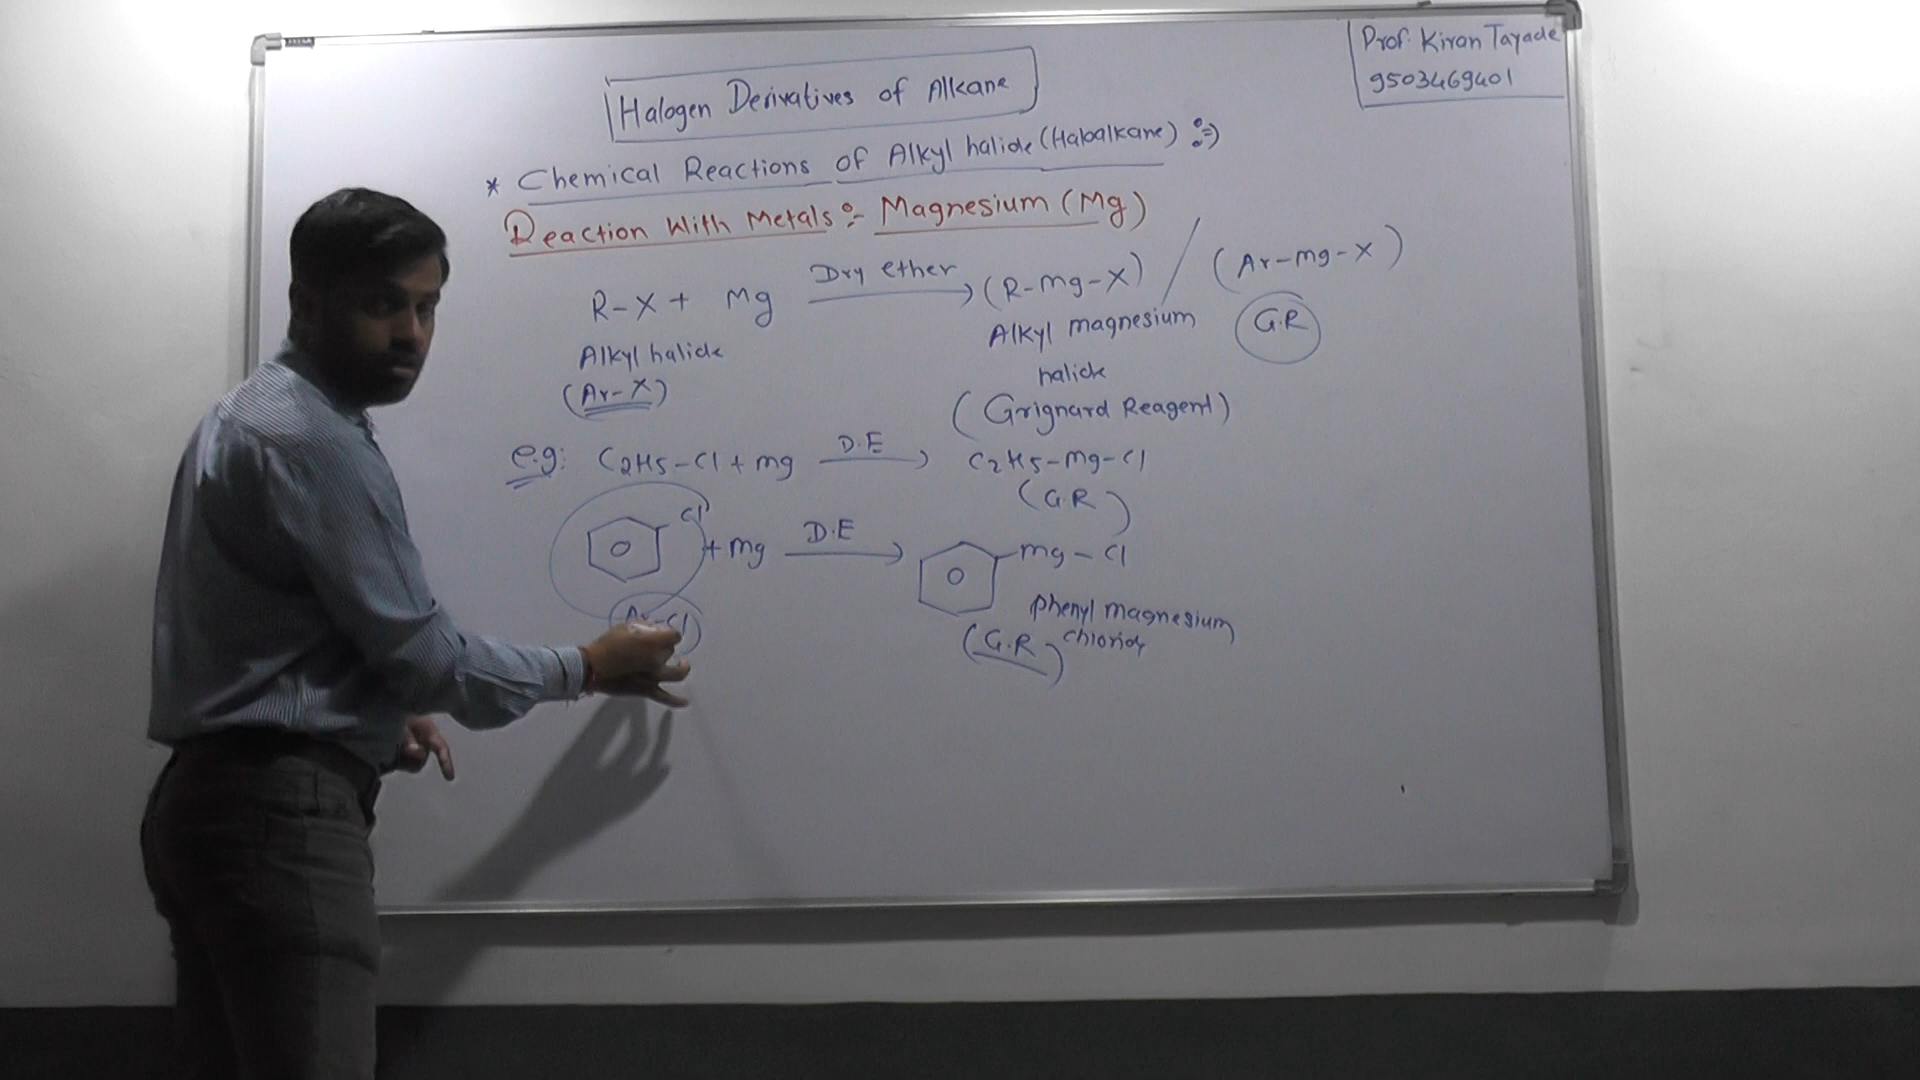 Prof. Kiran Tayade
9503469401
Halogen Derivatives of Alkane
* Chemical Reactions of Alkyl halide (Haloalkane) :⇒)
Reaction With Metals :- Magnesium (Mg)
R-X + Mg Dry ether → (R-Mg-X) / (Ar-Mg-X)
Alkyl halide Alkyl magnesium G.R
(Ar-X) halide
(Grignard Reagent)
e.g: C2H5-Cl + Mg D.E → C2H5-Mg-Cl
(G.R)
Cl + Mg D.E → Mg-Cl
Ar-Cl Phenyl Magnesium
(G.R) chloride